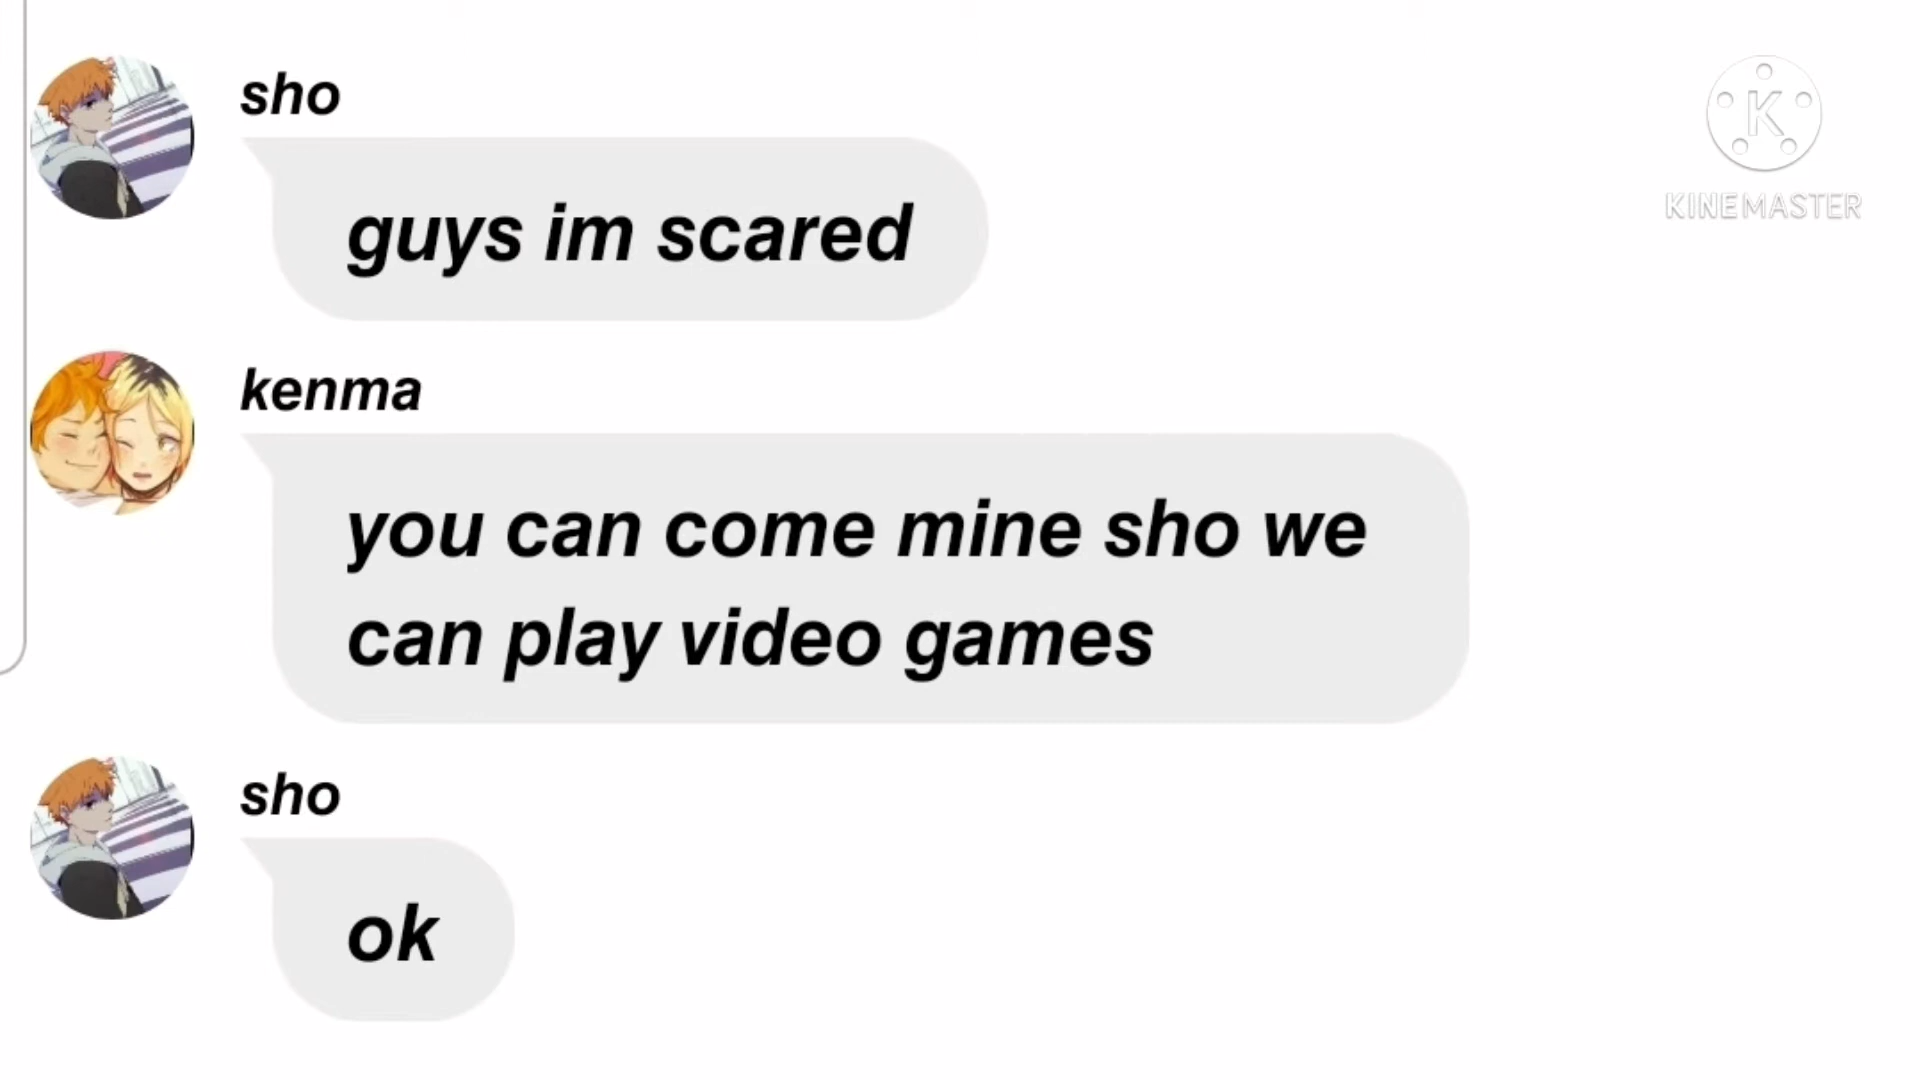 sho
K
KINEMASTER
guys im scared
kenma
you can come mine sho we
can play video games
sho
ok